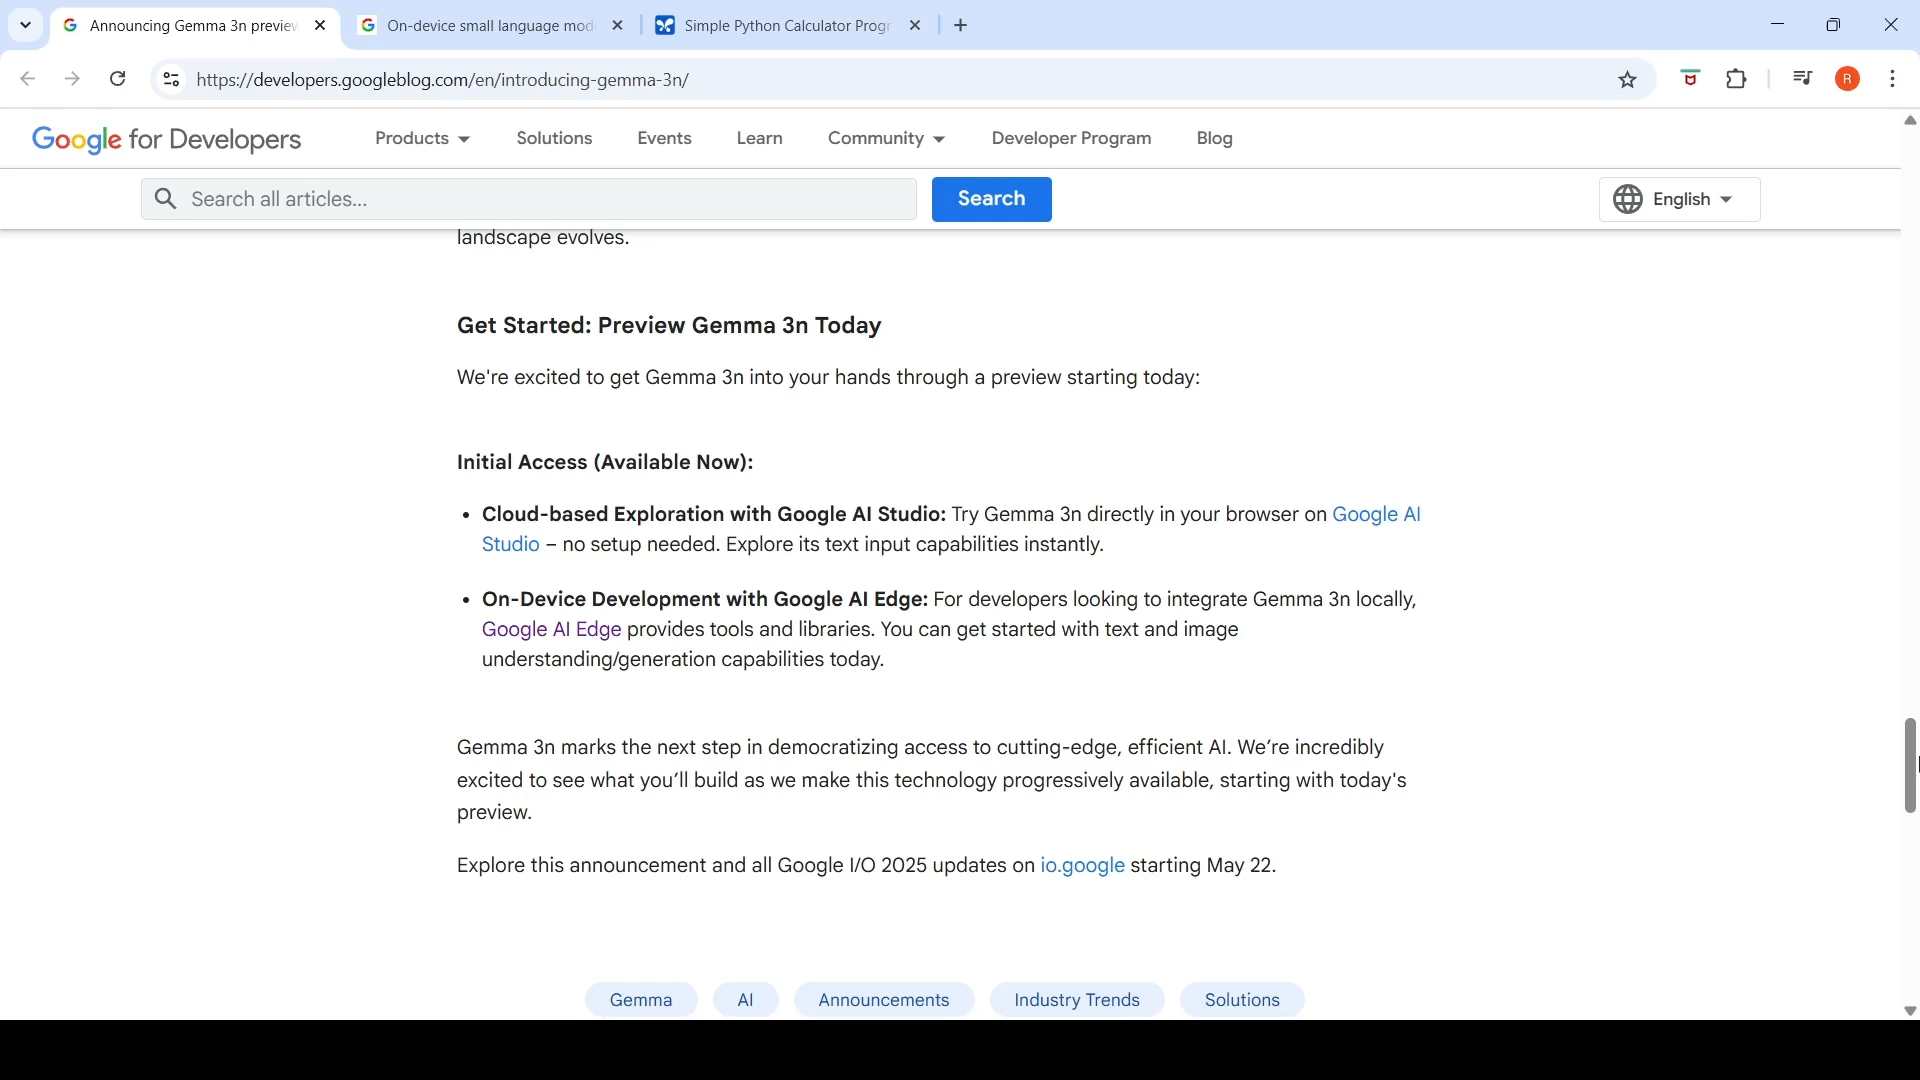 Announcing Gemma 3n preview
On-device small language mod
Simple Python Calculator Progr
https://developers.googleblog.com/en/introducing-gemma-3n/
R
Google for Developers
Products
Solutions
Events
Learn
Community
Developer Program
Blog
Search all articles...
Search
English
landscape evolves.
Get Started: Preview Gemma 3n Today
We're excited to get Gemma 3n into your hands through a preview starting today:
Initial Access (Available Now):
• Cloud-based Exploration with Google AI Studio: Try Gemma 3n directly in your browser on Google AI
Studio – no setup needed. Explore its text input capabilities instantly.
• On-Device Development with Google AI Edge: For developers looking to integrate Gemma 3n locally,
Google AI Edge provides tools and libraries. You can get started with text and image
understanding/generation capabilities today.
Gemma 3n marks the next step in democratizing access to cutting-edge, efficient AI. We’re incredibly
excited to see what you’ll build as we make this technology progressively available, starting with today's
preview.
Explore this announcement and all Google I/O 2025 updates on io.google starting May 22.
Gemma
AI
Announcements
Industry Trends
Solutions